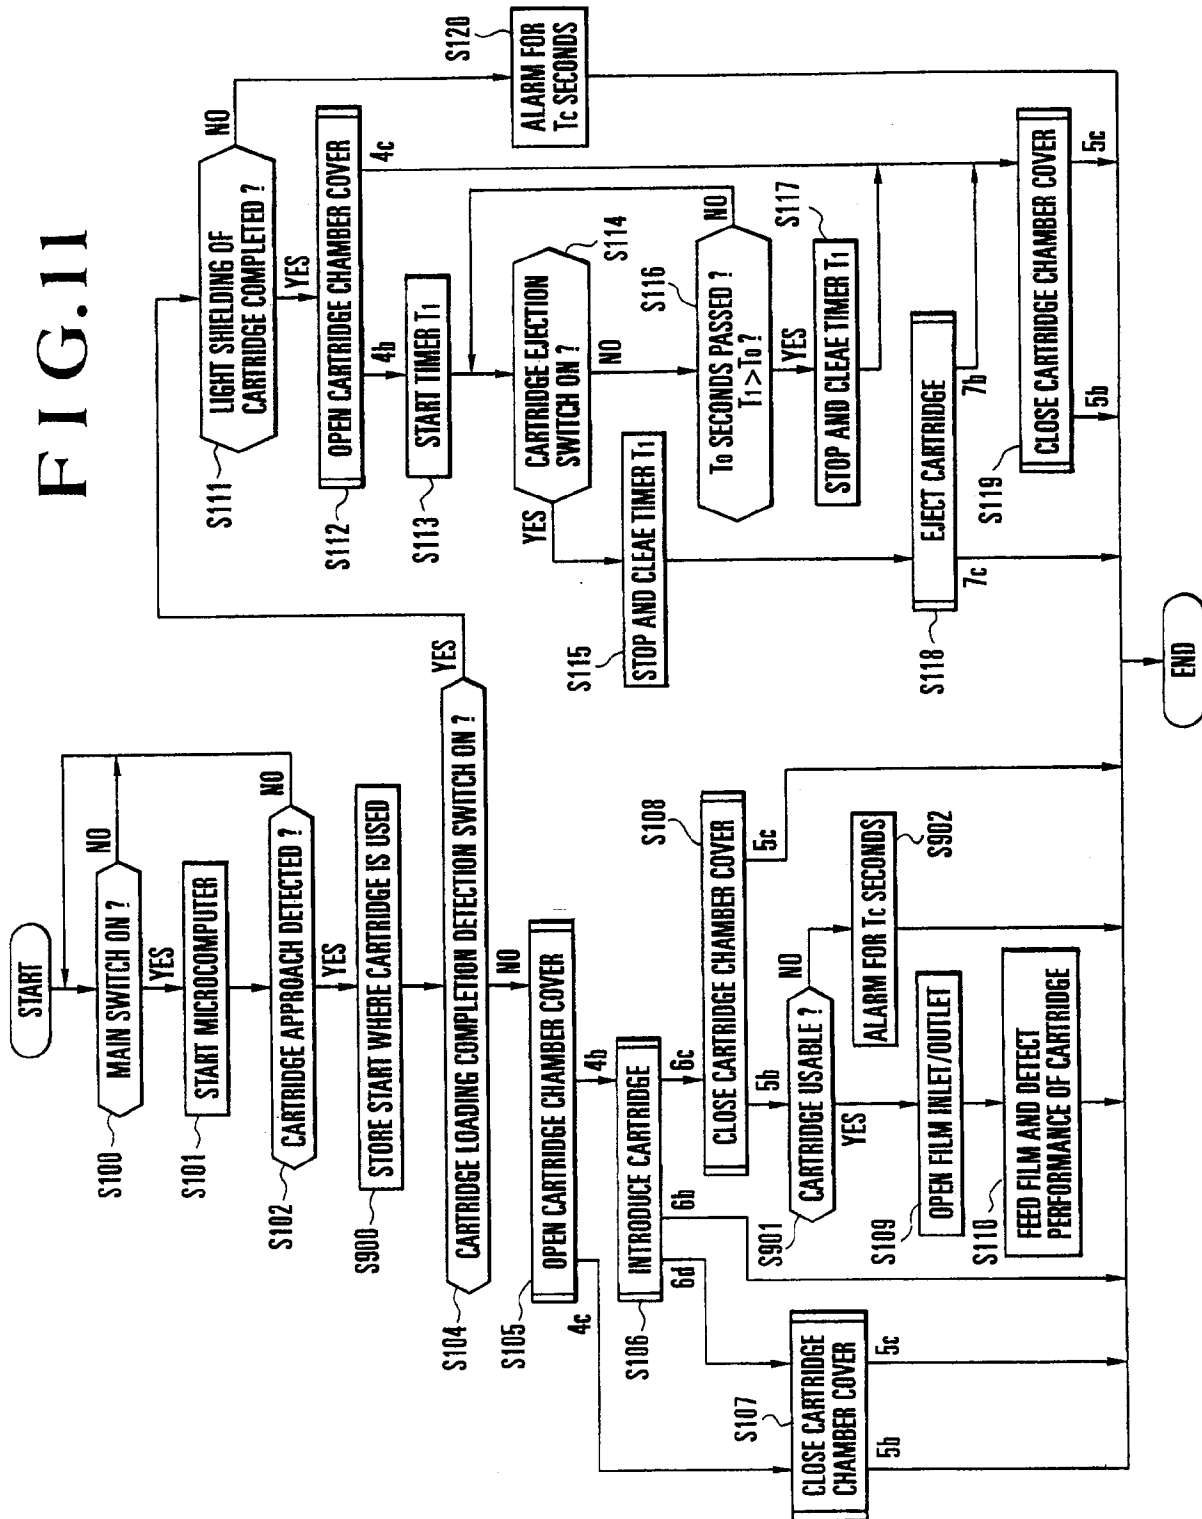 FIG.11
START
S100
MAIN SWITCH ON ?
NO
YES
S101
START MICROCOMPUTER
S102
CARTRIDGE APPROACH DETECTED ?
NO
YES
S900
STORE START WHERE CARTRIDGE IS USED
S104
CARTRIDGE LOADING COMPLETION DETECTION SWITCH ON ?
YES
NO
S105
OPEN CARTRIDGE CHAMBER COVER
4c
4b
S106
INTRODUCE CARTRIDGE
6d
6b
6c
S107
CLOSE CARTRIDGE
CHAMBER COVER
5b
5c
S108
CLOSE CARTRIDGE CHAMBER COVER
5b
5c
S901
CARTRIDGE USABLE ?
NO
YES
S902
ALARM FOR Tc SECONDS
S109
OPEN FILM INLET/OUTLET
S110
FEED FILM AND DETECT
PERFORMANCE OF CARTRIDGE
S111
LIGHT SHIELDING OF
CARTRIDGE COMPLETED ?
NO
YES
S120
ALARM FOR
Tc SECONDS
S112
OPEN CARTRIDGE CHAMBER COVER
4b
4c
S113
START TIMER T1
S114
CARTRIDGE EJECTION
SWITCH ON ?
YES
NO
S115
STOP AND CLEAE TIMER T1
S116
T0 SECONDS PASSED ?
T1>T0 ?
NO
YES
S117
STOP AND CLEAE TIMER T1
S118
EJECT CARTRIDGE
7c
7b
S119
CLOSE CARTRIDGE CHAMBER COVER
5b
5c
END